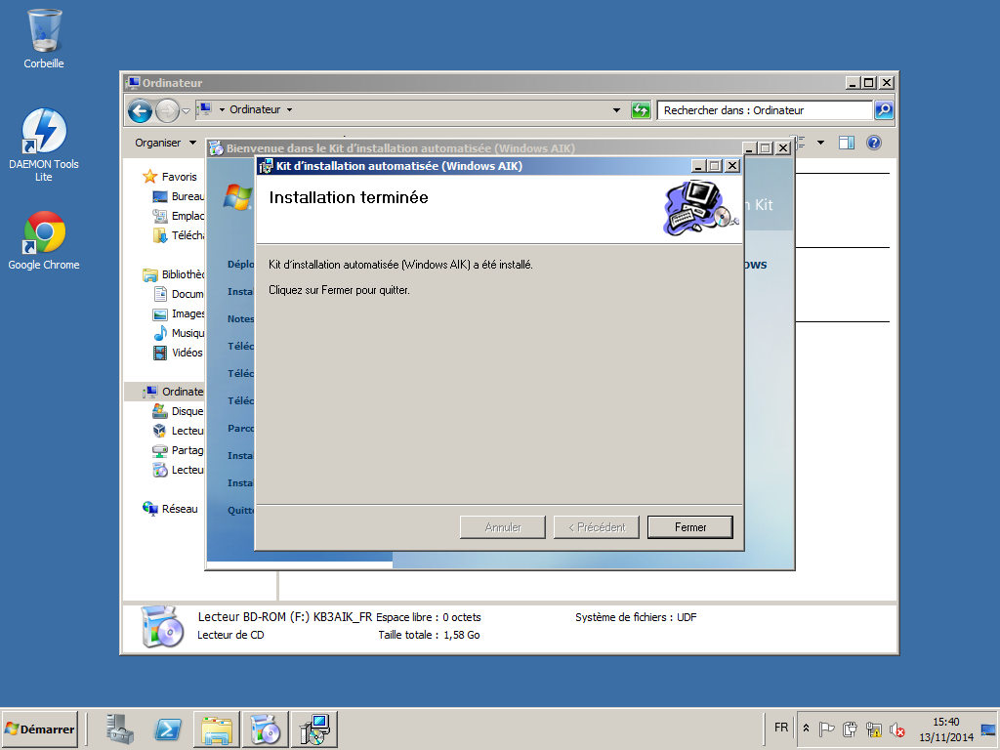 Corbeille
DAEMON Tools
Lite
Google Chrome
Ordinateur
Ordinateur
Rechercher dans : Ordinateur
Organiser
Bienvenue dans le Kit d'installation automatisée (Windows AIK)
Kit d'installation automatisée (Windows AIK)
Installation terminée
n Kit
Kit d'installation automatisée (Windows AIK) a été installé.
Cliquez sur Fermer pour quitter.
ows
Favoris
Bureau
Emplac
Télécha
Bibliothèc
Docum
Images
Musiqu
Vidéos
Ordinate
Disque
Lecteu
Partag
Lecteu
Réseau
Déplo
Insta
Notes
Téléc
Téléc
Téléc
Parco
Insta
Insta
Quitte
Annuler
< Précédent
Fermer
Lecteur BD-ROM (F:) KB3AIK_FR Espace libre : 0 octets
Système de fichiers : UDF
Lecteur de CD
Taille totale : 1,58 Go
Démarrer
FR
15:40
13/11/2014